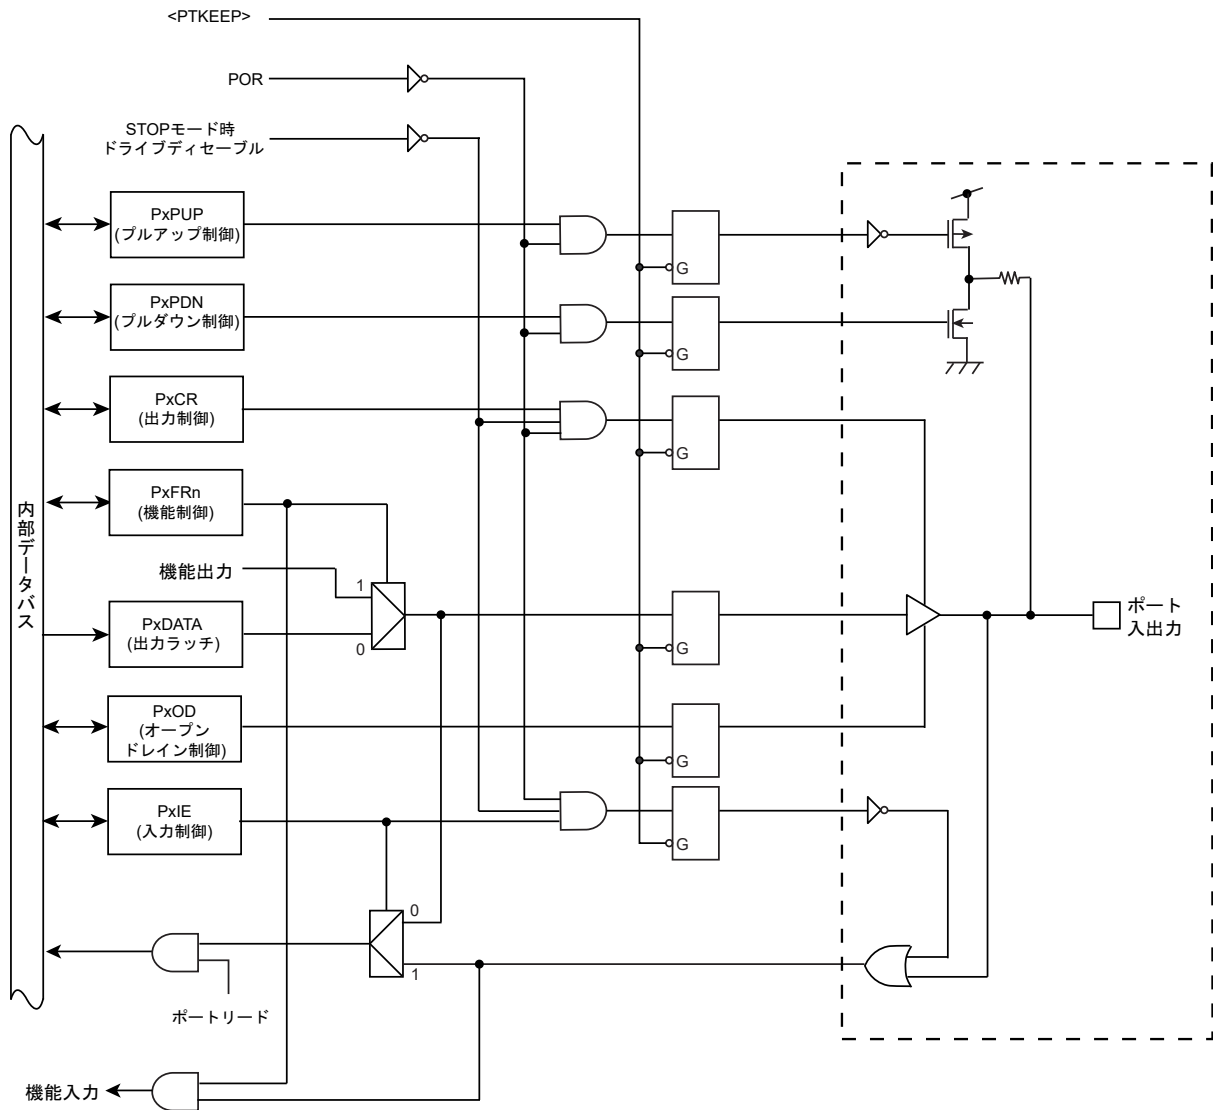 <PTKEEP>
POR
STOPモード時
ドライブディセーブル
PxPUP
(プルアップ制御)
G
PxPDN
(プルダウン制御)
G
PxCR
(出力制御)
G
PxFRn
(機能制御)
内部データバス
機能出力
1
PxDATA
(出力ラッチ)
0
G
ポート
入出力
PxOD
(オープン
ドレイン制御)
G
PxIE
(入力制御)
G
0
1
ポートリード
機能入力